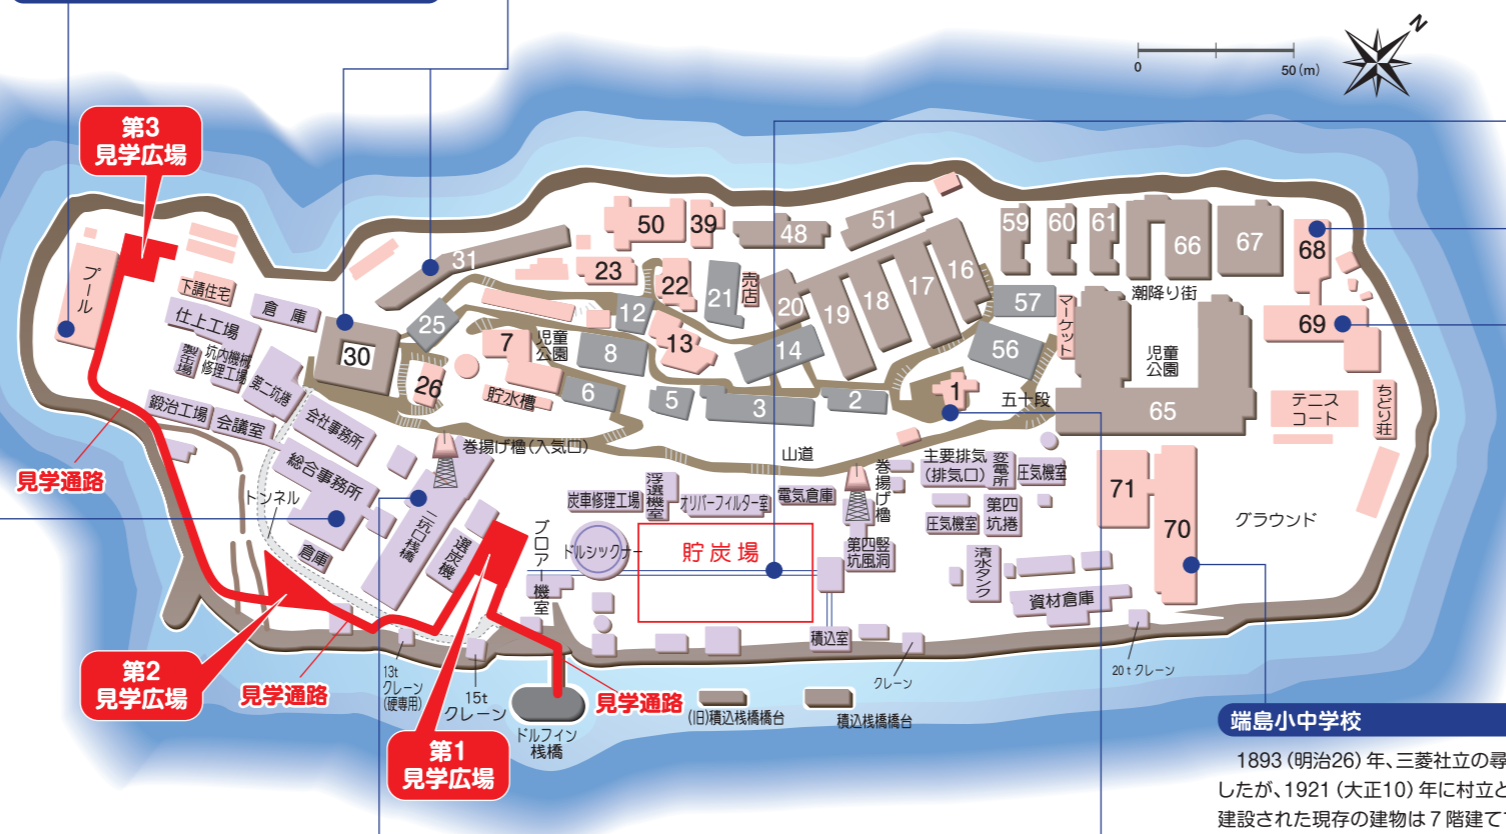 N
0
50(m)
第3
見学広場
プール
下請住宅
仕上工場
倉庫
製缶場
坑内機械
修理工場
第二坑捲
鍛冶工場
会議室
会社事務所
総合事務所
トンネル
倉庫
見学通路
31
30
25
26
50
39
23
22
12
13
7
児童
公園
8
6
貯水槽
5
3
2
21
売店
48
51
20
19
18
17
16
14
59
60
61
66
67
68
69
潮降り街
57
56
マーケット
児童
公園
65
1
五十段
テニス
コート
ちどり荘
71
70
グラウンド
山道
巻揚げ櫓(入気口)
二坑口桟橋
選炭機
ブロアー機室
炭車修理工場
浮選機室
オリバーフィルター室
電気倉庫
巻揚げ櫓
主要排気
(排気口)
変電所
圧気機室
圧気機室
第四
坑捲
第四竪
坑風洞
ドルシックナー
貯炭場
清水タンク
資材倉庫
積込室
クレーン
20tクレーン
第2
見学広場
見学通路
13t
クレーン
(硬専用)
15t
クレーン
第1
見学広場
ドルフィン
桟橋
見学通路
(旧)積込桟橋橋台
積込桟橋橋台
端島小中学校
1893(明治26)年、三菱社立の尋
したが、1921(大正10)年に村立と
建設された現存の建物は7階建て